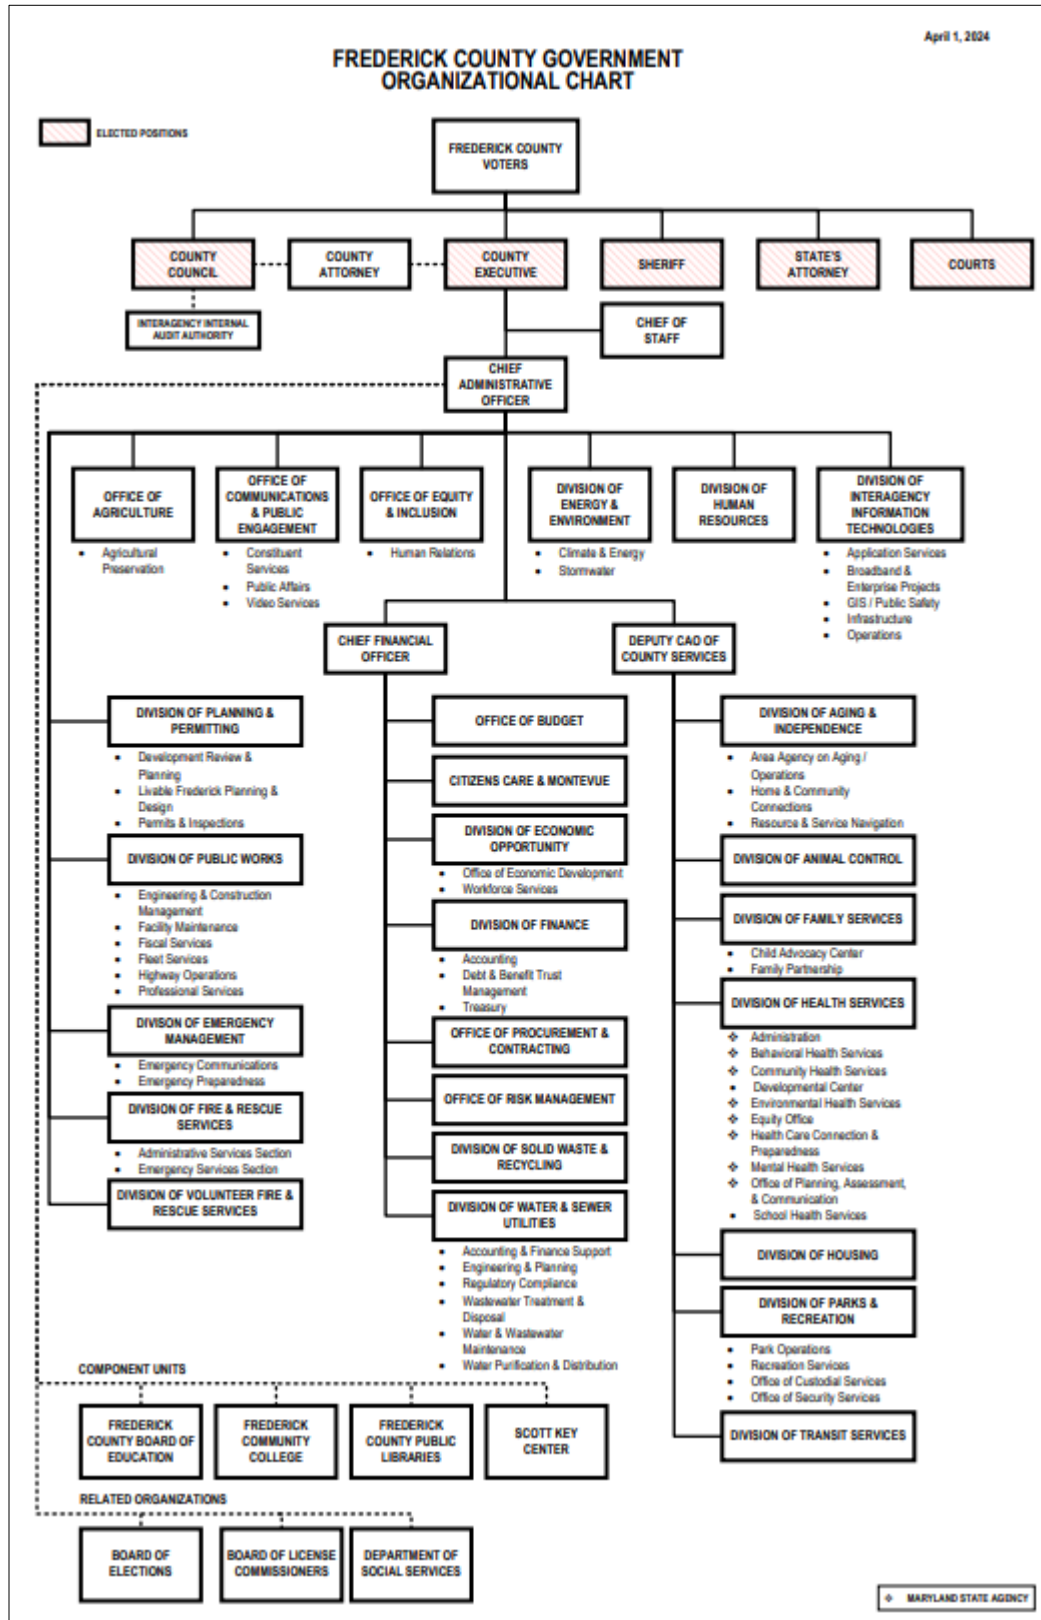 April 1, 2024
FREDERICK COUNTY GOVERNMENT
ORGANIZATIONAL CHART
ELECTED POSITIONS
FREDERICK COUNTY
VOTERS
COUNTY
COUNCIL
COUNTY
ATTORNEY
COUNTY
EXECUTIVE
SHERIFF
STATE'S
ATTORNEY
COURTS
INTERAGENCY INTERNAL
AUDIT AUTHORITY
CHIEF OF
STAFF
CHIEF
ADMINISTRATIVE
OFFICER
OFFICE OF
AGRICULTURE
• Agricultural
Preservation
OFFICE OF
COMMUNICATIONS
& PUBLIC
ENGAGEMENT
• Constituent
Services
• Public Affairs
• Video Services
OFFICE OF EQUITY
& INCLUSION
• Human Relations
DIVISION OF
ENERGY &
ENVIRONMENT
• Climate & Energy
• Stormwater
DIVISION OF
HUMAN
RESOURCES
DIVISION OF
INTERAGENCY
INFORMATION
TECHNOLOGIES
• Application Services
• Broadband &
Enterprise Projects
• GIS / Public Safety
• Infrastructure
• Operations
CHIEF FINANCIAL
OFFICER
DEPUTY CAO OF
COUNTY SERVICES
DIVISION OF PLANNING &
PERMITTING
• Development Review &
Planning
• Livable Frederick Planning &
Design
• Permits & Inspections
DIVISION OF PUBLIC WORKS
• Engineering & Construction
Management
• Facility Maintenance
• Fiscal Services
• Fleet Services
• Highway Operations
• Professional Services
DIVISON OF EMERGENCY
MANAGEMENT
• Emergency Communications
• Emergency Preparedness
DIVISION OF FIRE & RESCUE
SERVICES
• Administrative Services Section
• Emergency Services Section
DIVISION OF VOLUNTEER FIRE &
RESCUE SERVICES
OFFICE OF BUDGET
CITIZENS CARE & MONTEVUE
DIVISION OF ECONOMIC
OPPORTUNITY
• Office of Economic Development
• Workforce Services
DIVISION OF FINANCE
• Accounting
• Debt & Benefit Trust
Management
• Treasury
OFFICE OF PROCUREMENT &
CONTRACTING
OFFICE OF RISK MANAGEMENT
DIVISION OF SOLID WASTE &
RECYCLING
DIVISION OF WATER & SEWER
UTILITIES
• Accounting & Finance Support
• Engineering & Planning
• Regulatory Compliance
• Wastewater Treatment &
Disposal
• Water & Wastewater
Maintenance
• Water Purification & Distribution
DIVISION OF AGING &
INDEPENDENCE
• Area Agency on Aging /
Operations
• Home & Community
Connections
• Resource & Service Navigation
DIVISION OF ANIMAL CONTROL
DIVISION OF FAMILY SERVICES
• Child Advocacy Center
• Family Partnership
DIVISION OF HEALTH SERVICES
❖ Administration
❖ Behavioral Health Services
❖ Community Health Services
• Developmental Center
❖ Environmental Health Services
❖ Equity Office
❖ Health Care Connection &
Preparedness
❖ Mental Health Services
❖ Office of Planning, Assessment,
& Communication
• School Health Services
DIVISION OF HOUSING
DIVISION OF PARKS &
RECREATION
• Park Operations
• Recreation Services
• Office of Custodial Services
• Office of Security Services
DIVISION OF TRANSIT SERVICES
COMPONENT UNITS
FREDERICK
COUNTY BOARD OF
EDUCATION
FREDERICK
COMMUNITY
COLLEGE
FREDERICK
COUNTY PUBLIC
LIBRARIES
SCOTT KEY
CENTER
RELATED ORGANIZATIONS
BOARD OF
ELECTIONS
BOARD OF LICENSE
COMMISSIONERS
DEPARTMENT OF
SOCIAL SERVICES
❖ MARYLAND STATE AGENCY